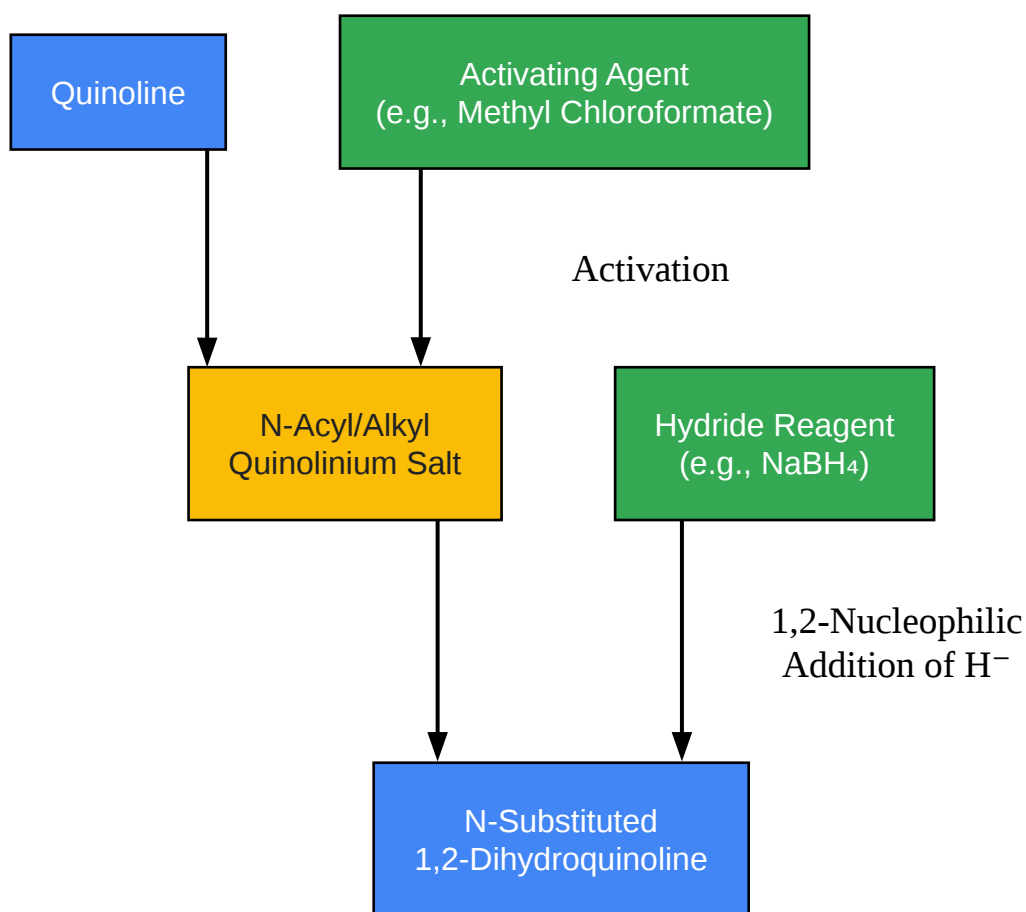 Quinoline
Activating Agent
(e.g., Methyl Chloroformate)
Activation
N-Acyl/Alkyl
Quinolinium Salt
Hydride Reagent
(e.g., NaBH₄)
1,2-Nucleophilic
Addition of H⁻
N-Substituted
1,2-Dihydroquinoline